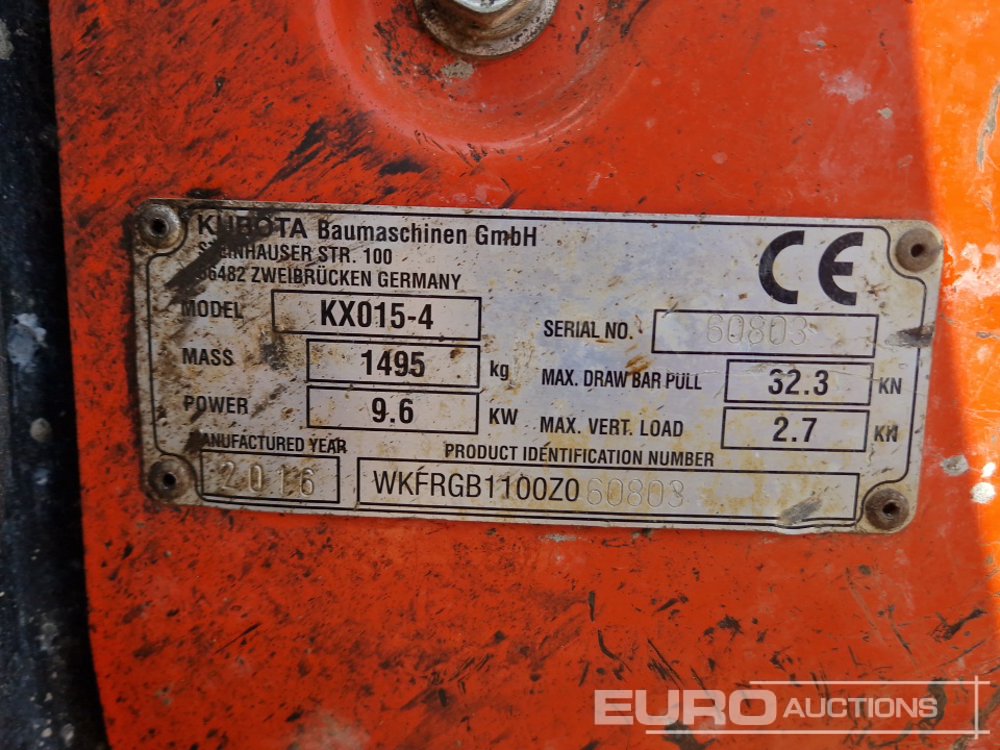 KUBOTA Baumaschinen GmbH
STEINHAUSER STR. 100
66482 ZWEIBRÜCKEN GERMANY
CE
MODEL KX015-4
SERIAL NO. 60803
MASS 1495 kg
MAX. DRAW BAR PULL 32.3 KN
POWER 9.6 KW
MAX. VERT. LOAD 2.7 KN
MANUFACTURED YEAR 2016
PRODUCT IDENTIFICATION NUMBER
WKFRGB1100Z060803
EURO AUCTIONS